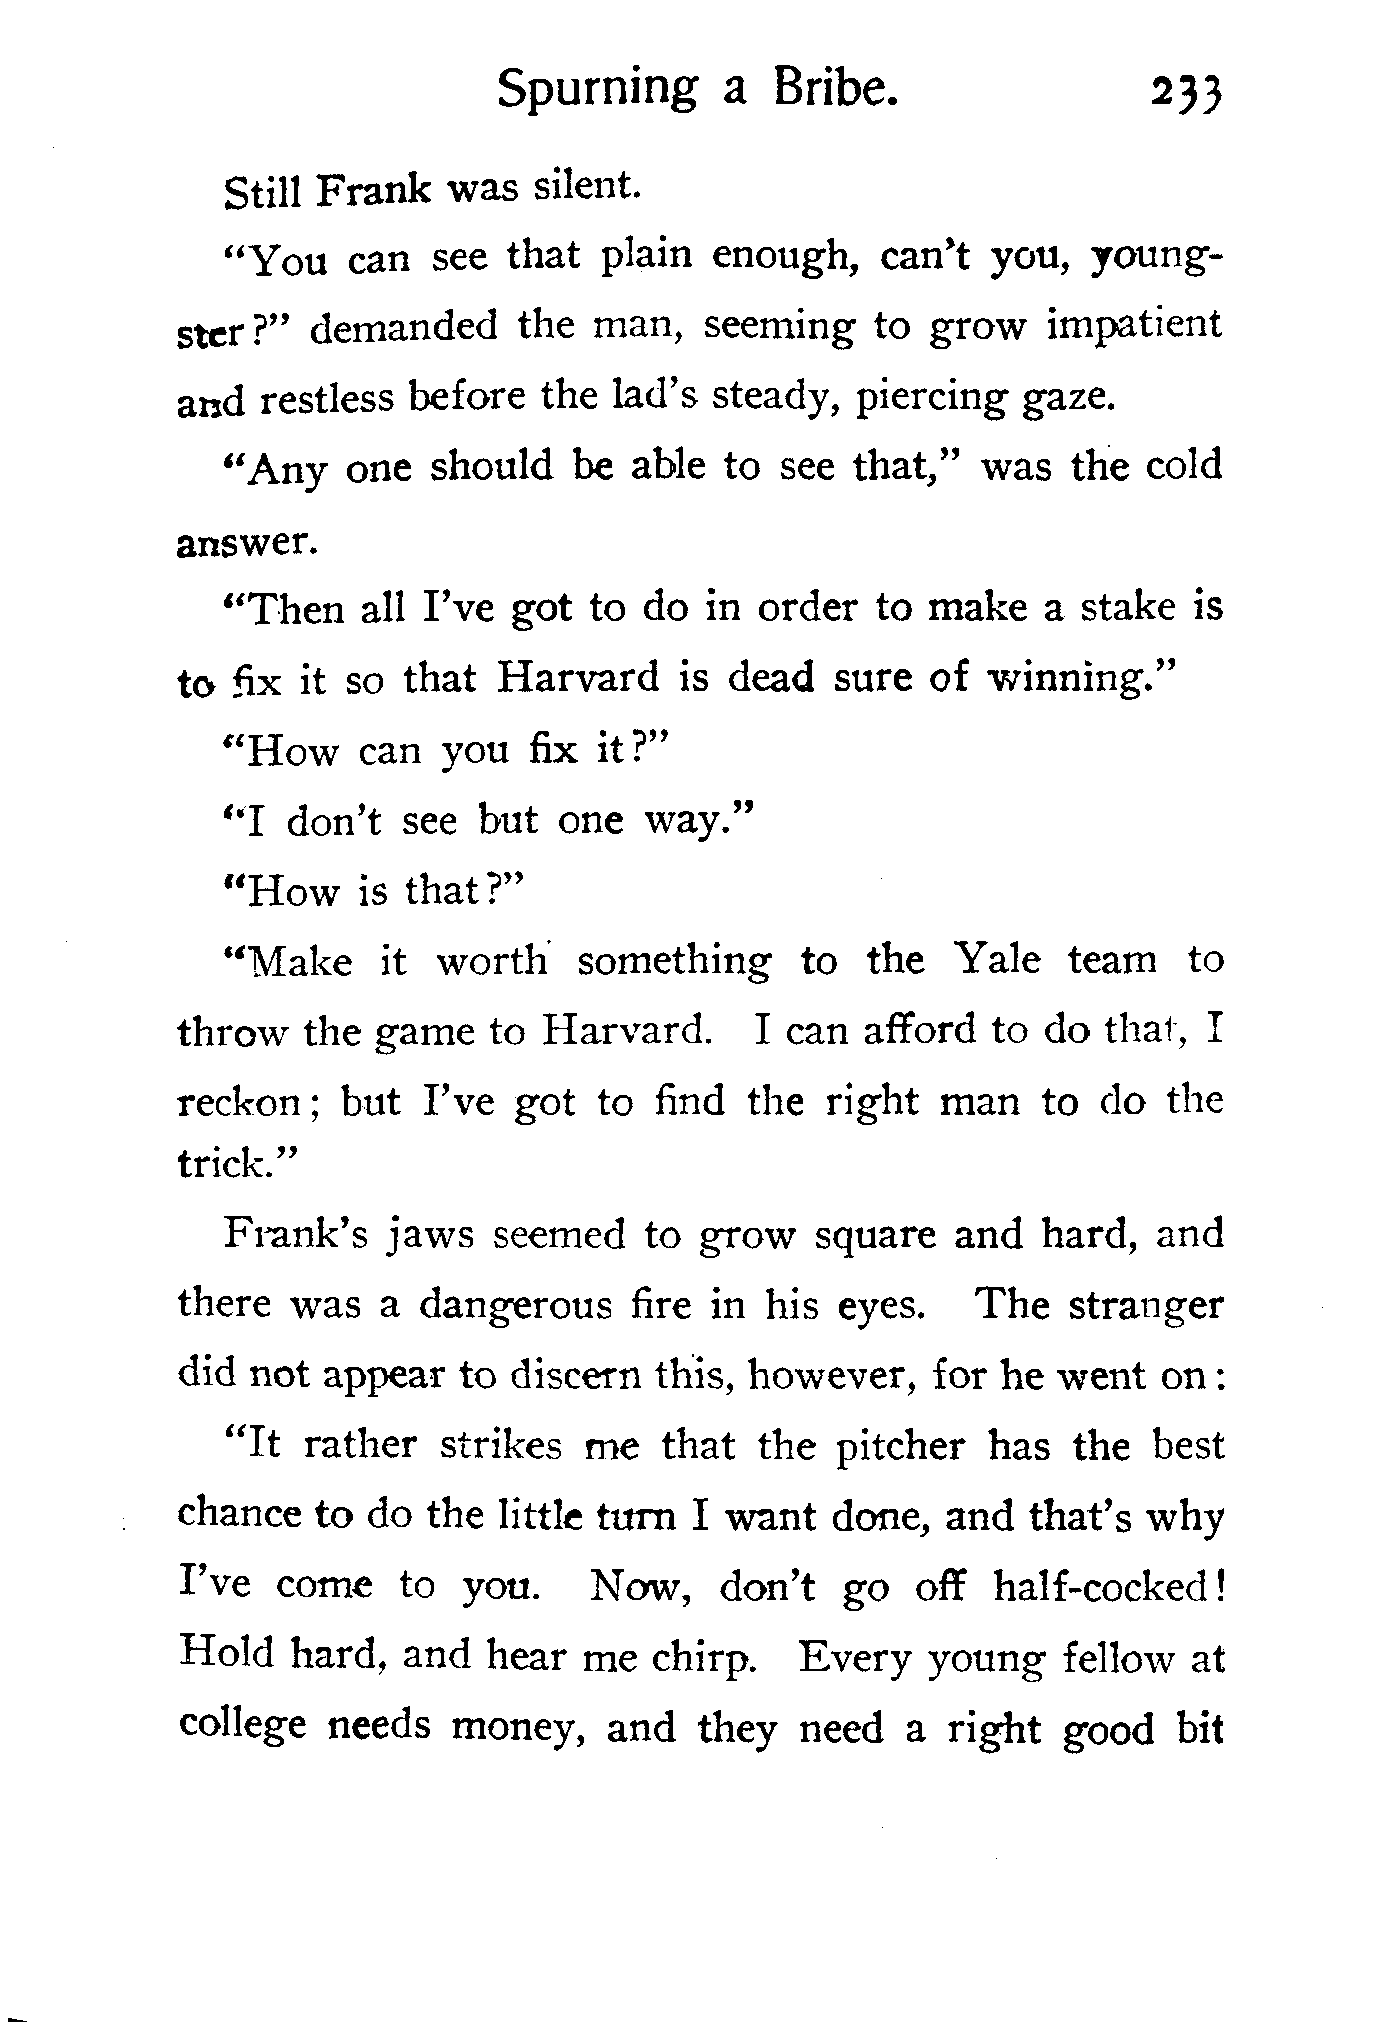 Spurning a Bribe. 233
Still Frank was silent.
"You can see that plain enough, can't you, young-
ster?" demanded the man, seeming to grow impatient
and restless before the lad's steady, piercing gaze.
"Any one should be able to see that," was the cold
answer.
"Then all I've got to do in order to make a stake is
to fix it so that Harvard is dead sure of winning."
"How can you fix it?"
"I don't see but one way."
"How is that?"
"Make it worth something to the Yale team to
throw the game to Harvard. I can afford to do that, I
reckon; but I've got to find the right man to do the
trick."
Frank's jaws seemed to grow square and hard, and
there was a dangerous fire in his eyes. The stranger
did not appear to discern this, however, for he went on:
"It rather strikes me that the pitcher has the best
chance to do the little turn I want done, and that's why
I've come to you. Now, don't go off half-cocked!
Hold hard, and hear me chirp. Every young fellow at
college needs money, and they need a right good bit